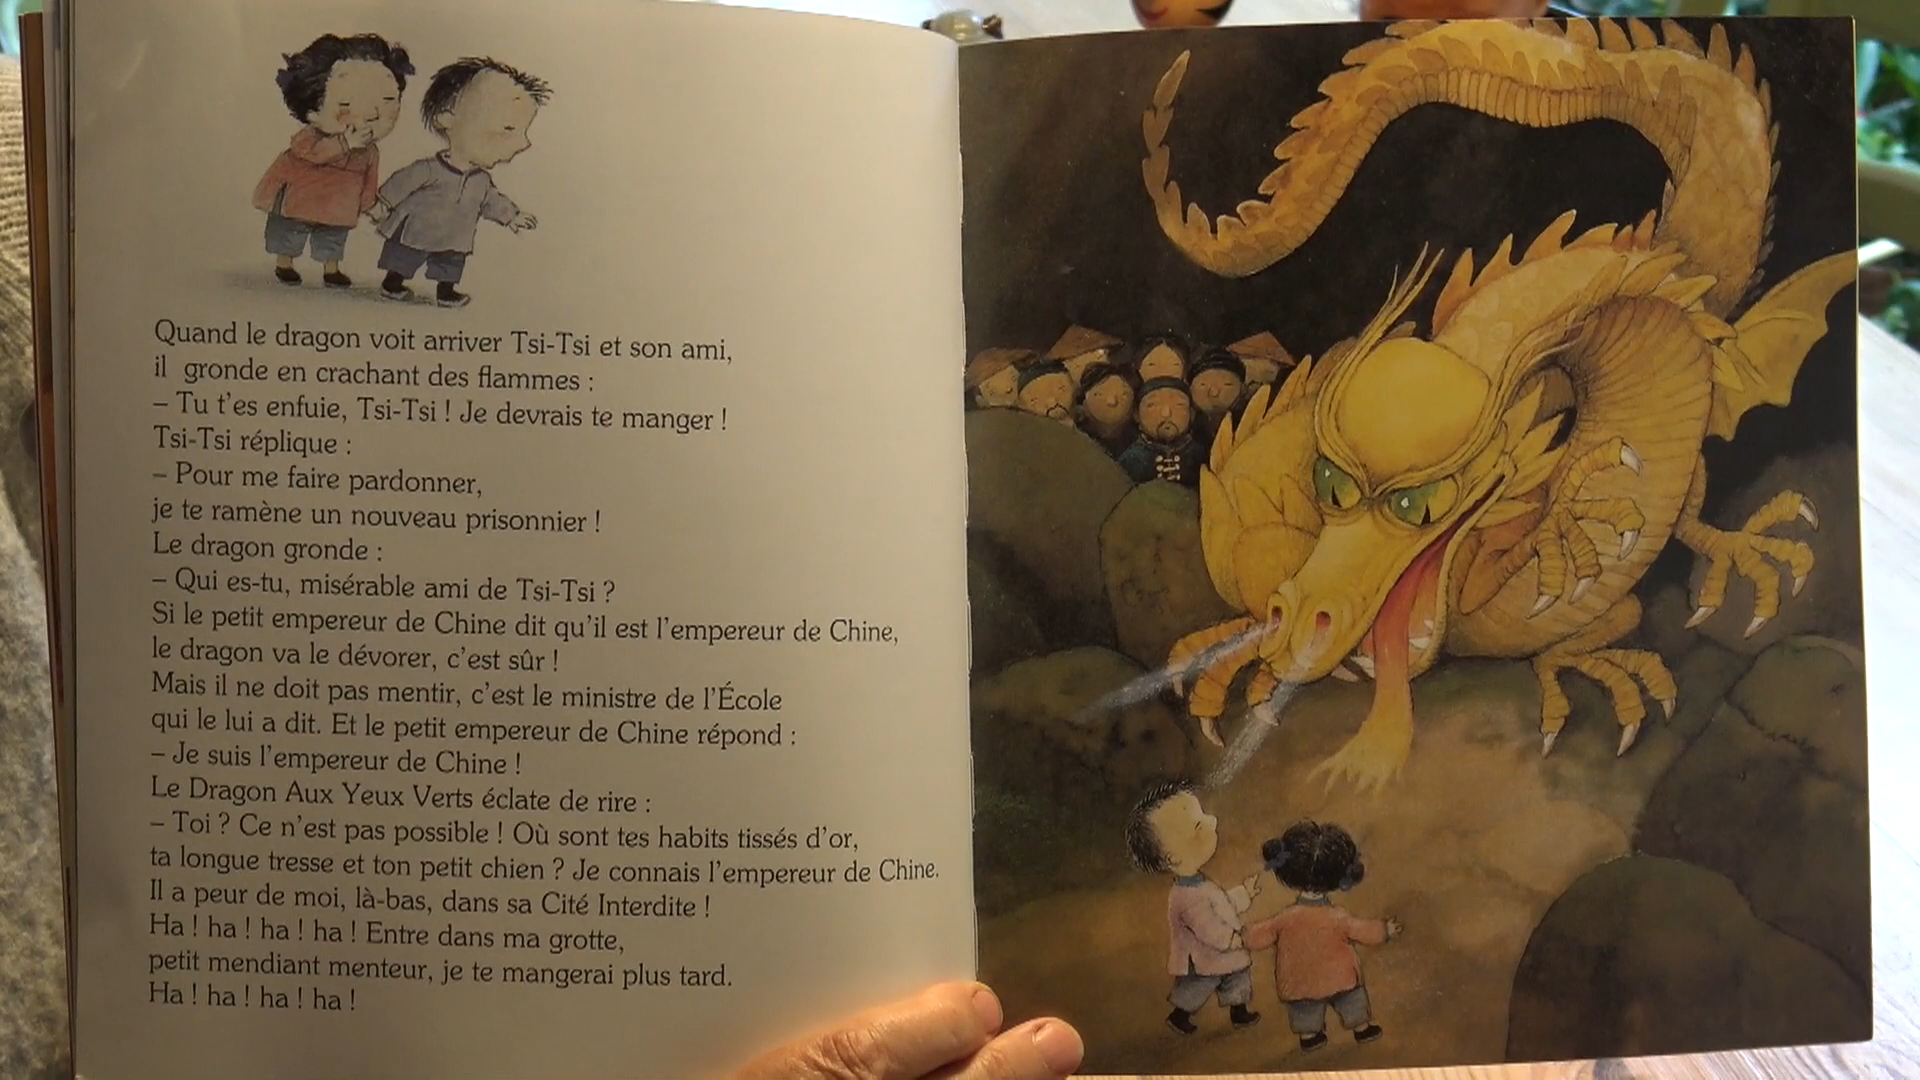 Quand le dragon voit arriver Tsi-Tsi et son ami,
il gronde en crachant des flammes :
– Tu t'es enfuie, Tsi-Tsi ! Je devrais te manger !
Tsi-Tsi réplique :
– Pour me faire pardonner,
je te ramène un nouveau prisonnier !
Le dragon gronde :
– Qui es-tu, misérable ami de Tsi-Tsi ?
Si le petit empereur de Chine dit qu'il est l'empereur de Chine,
le dragon va le dévorer, c'est sûr !
Mais il ne doit pas mentir, c'est le ministre de l'École
qui le lui a dit. Et le petit empereur de Chine répond :
– Je suis l'empereur de Chine !
Le Dragon Aux Yeux Verts éclate de rire :
– Toi ? Ce n'est pas possible ! Où sont tes habits tissés d'or,
ta longue tresse et ton petit chien ? Je connais l'empereur de Chine.
Il a peur de moi, là-bas, dans sa Cité Interdite !
Ha ! ha ! ha ! ha ! Entre dans ma grotte,
petit mendiant menteur, je te mangerai plus tard.
Ha ! ha ! ha ! ha !